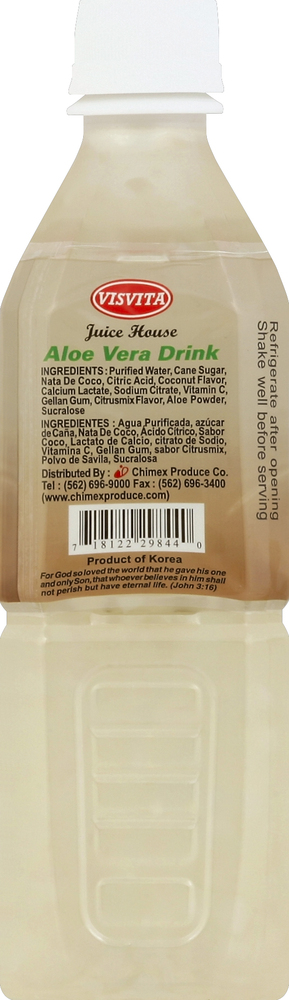 VISVITA
Juice House
Aloe Vera Drink
INGREDIENTS : Purified Water, Cane Sugar,
Nata De Coco, Citric Acid, Coconut Flavor,
Calcium Lactate, Sodium Citrate, Vitamin C,
Gellan Gum, Citrusmix Flavor, Aloe Powder,
Sucralose
INGREDIENTES : Agua Purificada, azúcar
de Caña, Nata De Coco, Acido Cítrico, Sabor
Coco, Lactato de Calcio, citrato de Sodio,
Vitamina C, Gellan Gum, sabor Citrusmix,
Polvo de Savila, Sucralosa
Distributed By : Chimex Produce Co.
Tel : (562) 696-9000 Fax : (562) 696-3400
(www.chimexproduce.com)
7 18122 29844 0
Product of Korea
For God so loved the world that he gave his one
and only Son, that whoever believes in him shall
not perish but have eternal life. (John 3:16)
Refrigerate after opening
Shake well before serving